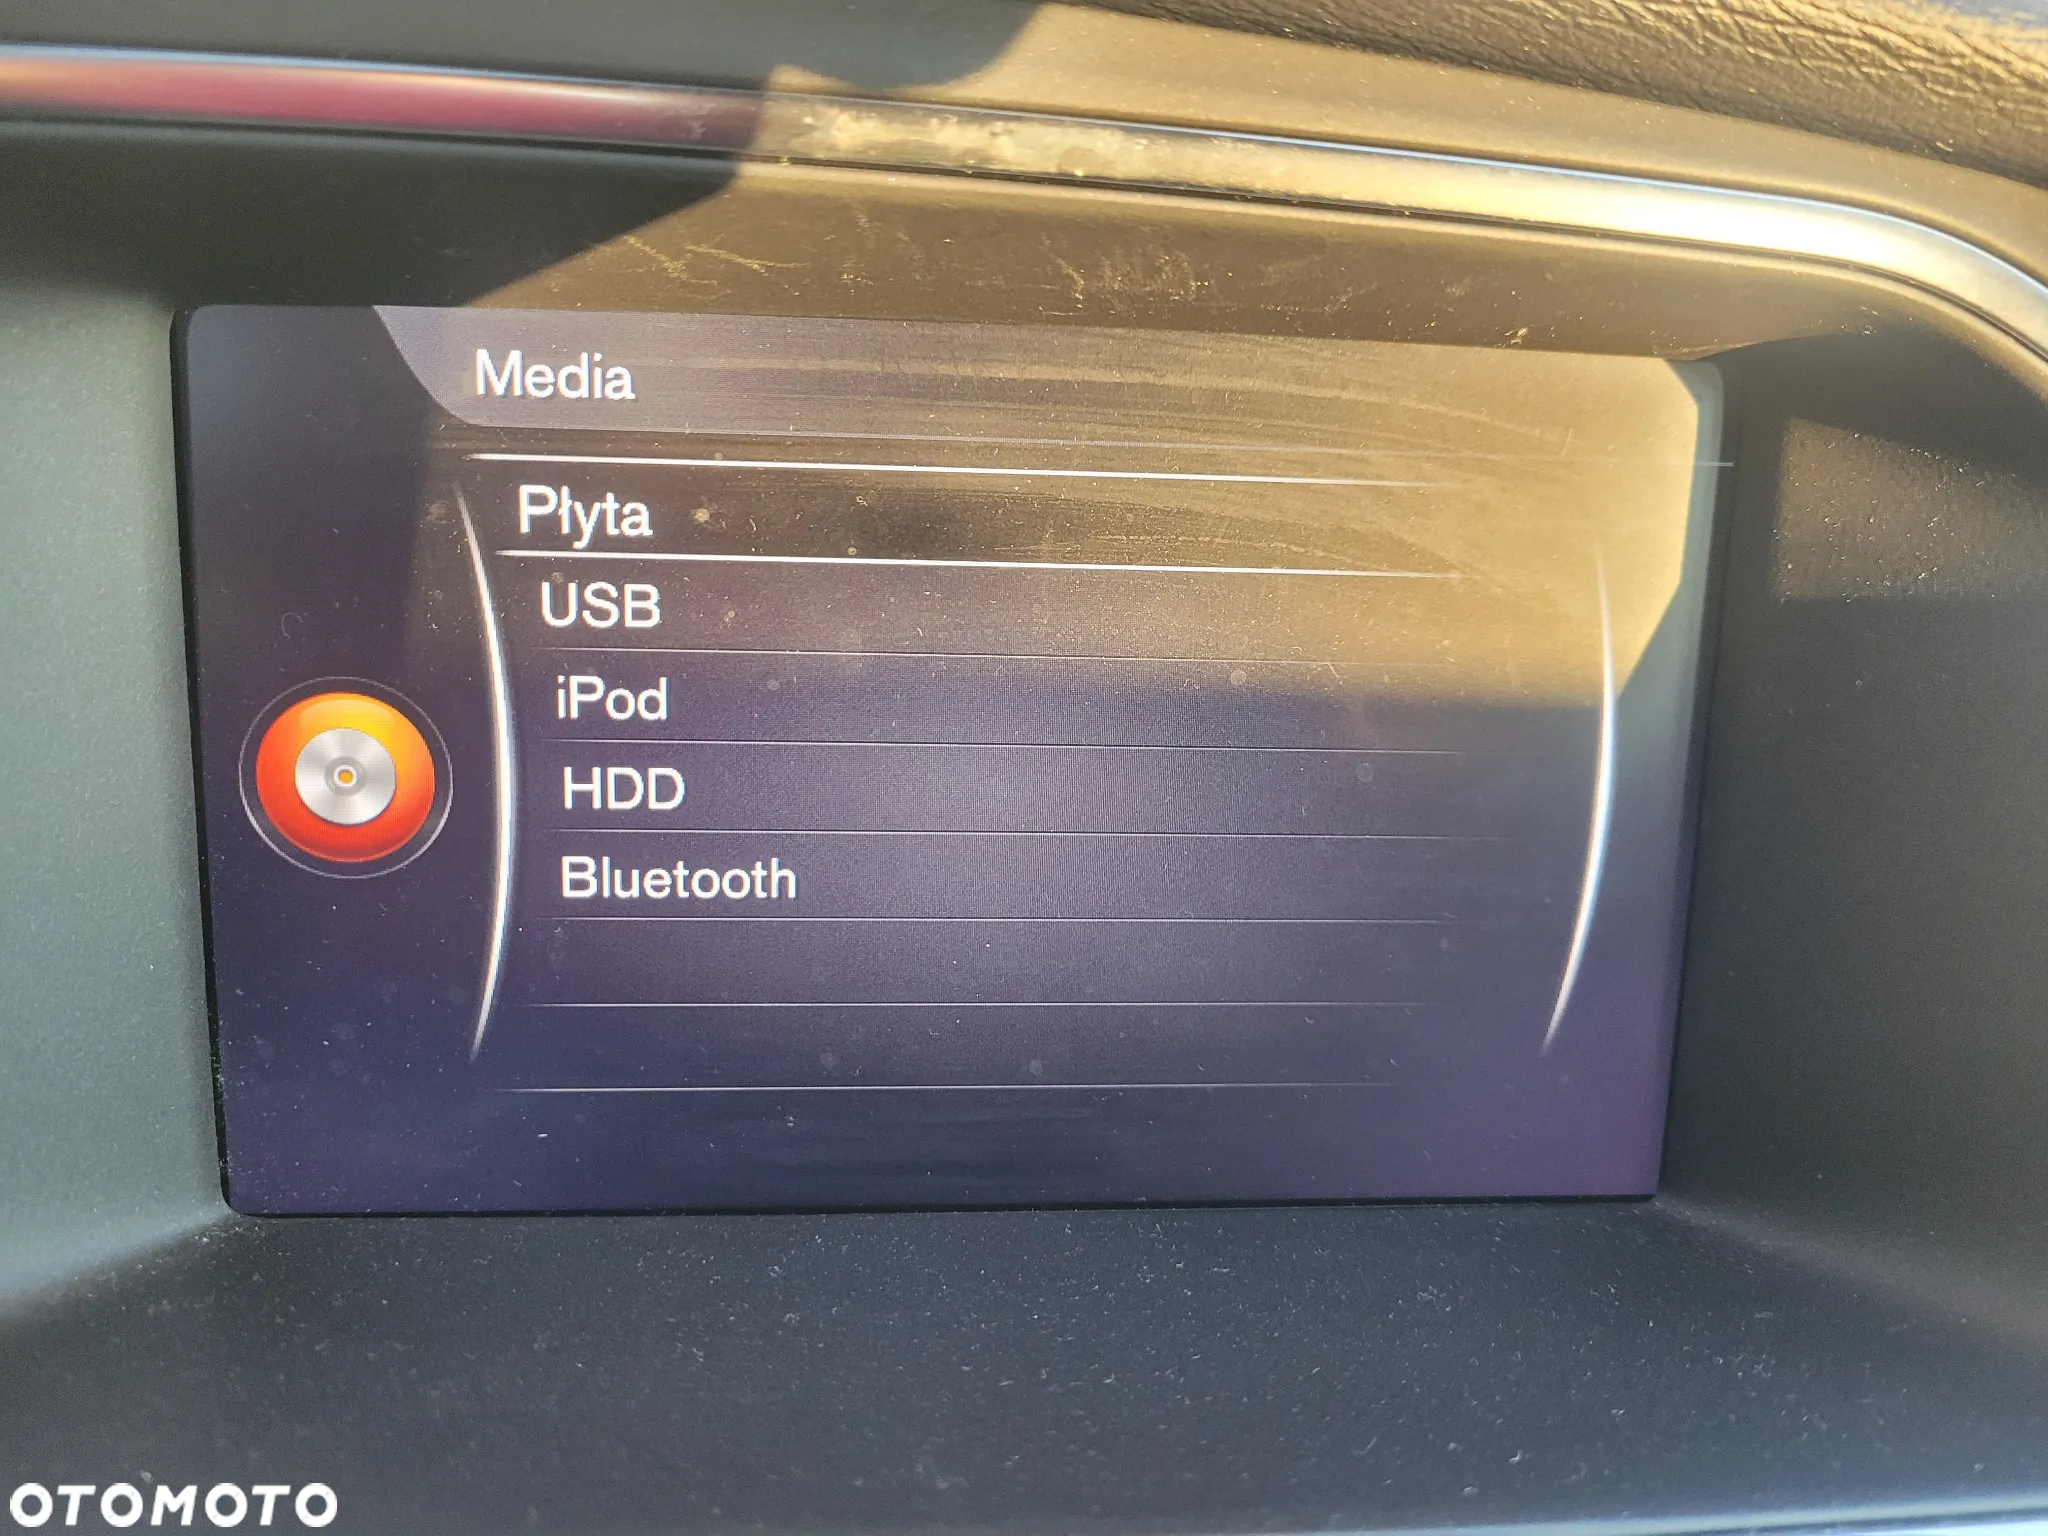 Media
Płyta
USB
iPod
HDD
Bluetooth
OTOMOTO